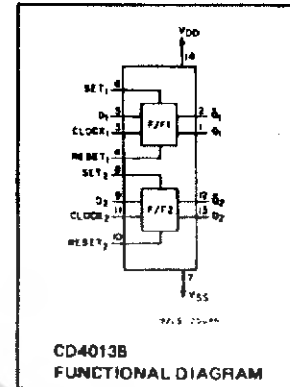 VDD
14
6
SET1
D1 5
F/F1
2 Q̄1
CLOCK1 3
1 Q1
4
RESET1
8
SET2
D2 9
F/F2
12 Q̄2
CLOCK2 11
13 Q2
10
RESET2
7
VSS
CD4013B
FUNCTIONAL DIAGRAM